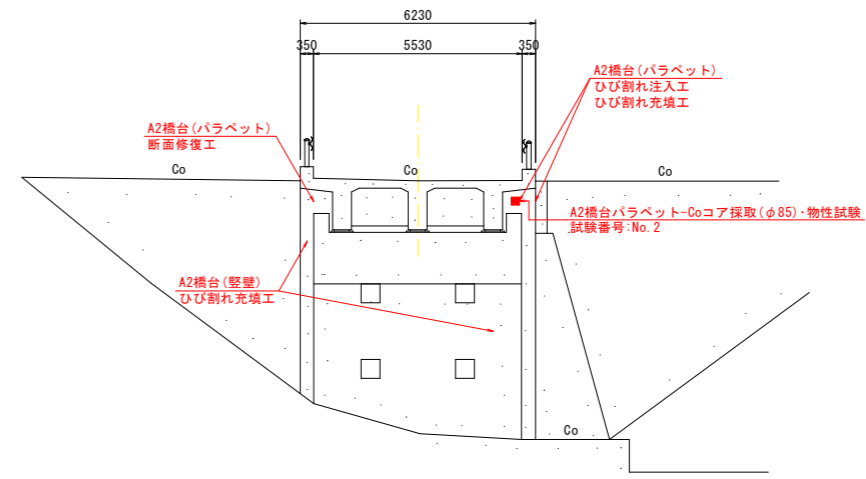 6230
350
5530
350
A2橋台(パラペット)
ひび割れ注入工
ひび割れ充填工
A2橋台(パラペット)
断面修復工
Co
Co
Co
A2橋台パラペット-Coコア採取(φ85)・物性試験
試験番号:No.2
A2橋台(竪壁)
ひび割れ充填工
Co